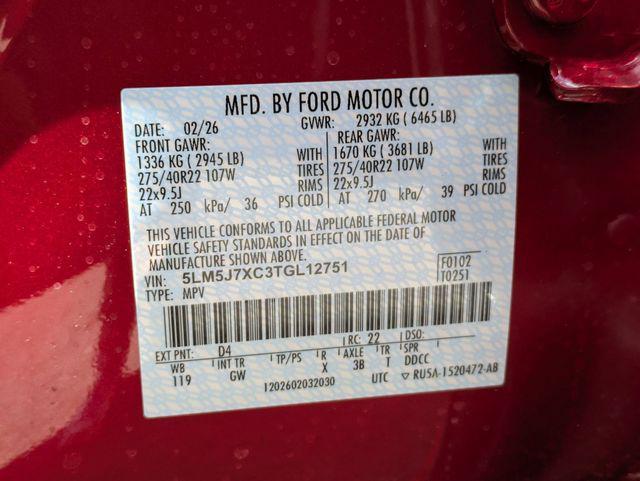 MFD. BY FORD MOTOR CO.
DATE: 02/26 GVWR: 2932 KG ( 6465 LB)
FRONT GAWR: REAR GAWR:
1336 KG ( 2945 LB) WITH 1670 KG ( 3681 LB) WITH
275/40R22 107W TIRES 275/40R22 107W TIRES
22x9.5J RIMS 22x9.5J RIMS
AT 250 kPa/ 36 PSI COLD AT 270 kPa/ 39 PSI COLD
THIS VEHICLE CONFORMS TO ALL APPLICABLE FEDERAL MOTOR
VEHICLE SAFETY STANDARDS IN EFFECT ON THE DATE OF
MANUFACTURE SHOWN ABOVE.
VIN: 5LM5J7XC3TGL12751 F0102
TYPE: MPV T0251
EXT PNT: D4 RC: 22 DSO:
WB INT TR TP/PS R AXLE TR SPR
119 GW X 3B T DDCC
1202602032030 UTC ▽ RU5A-1520472-AB